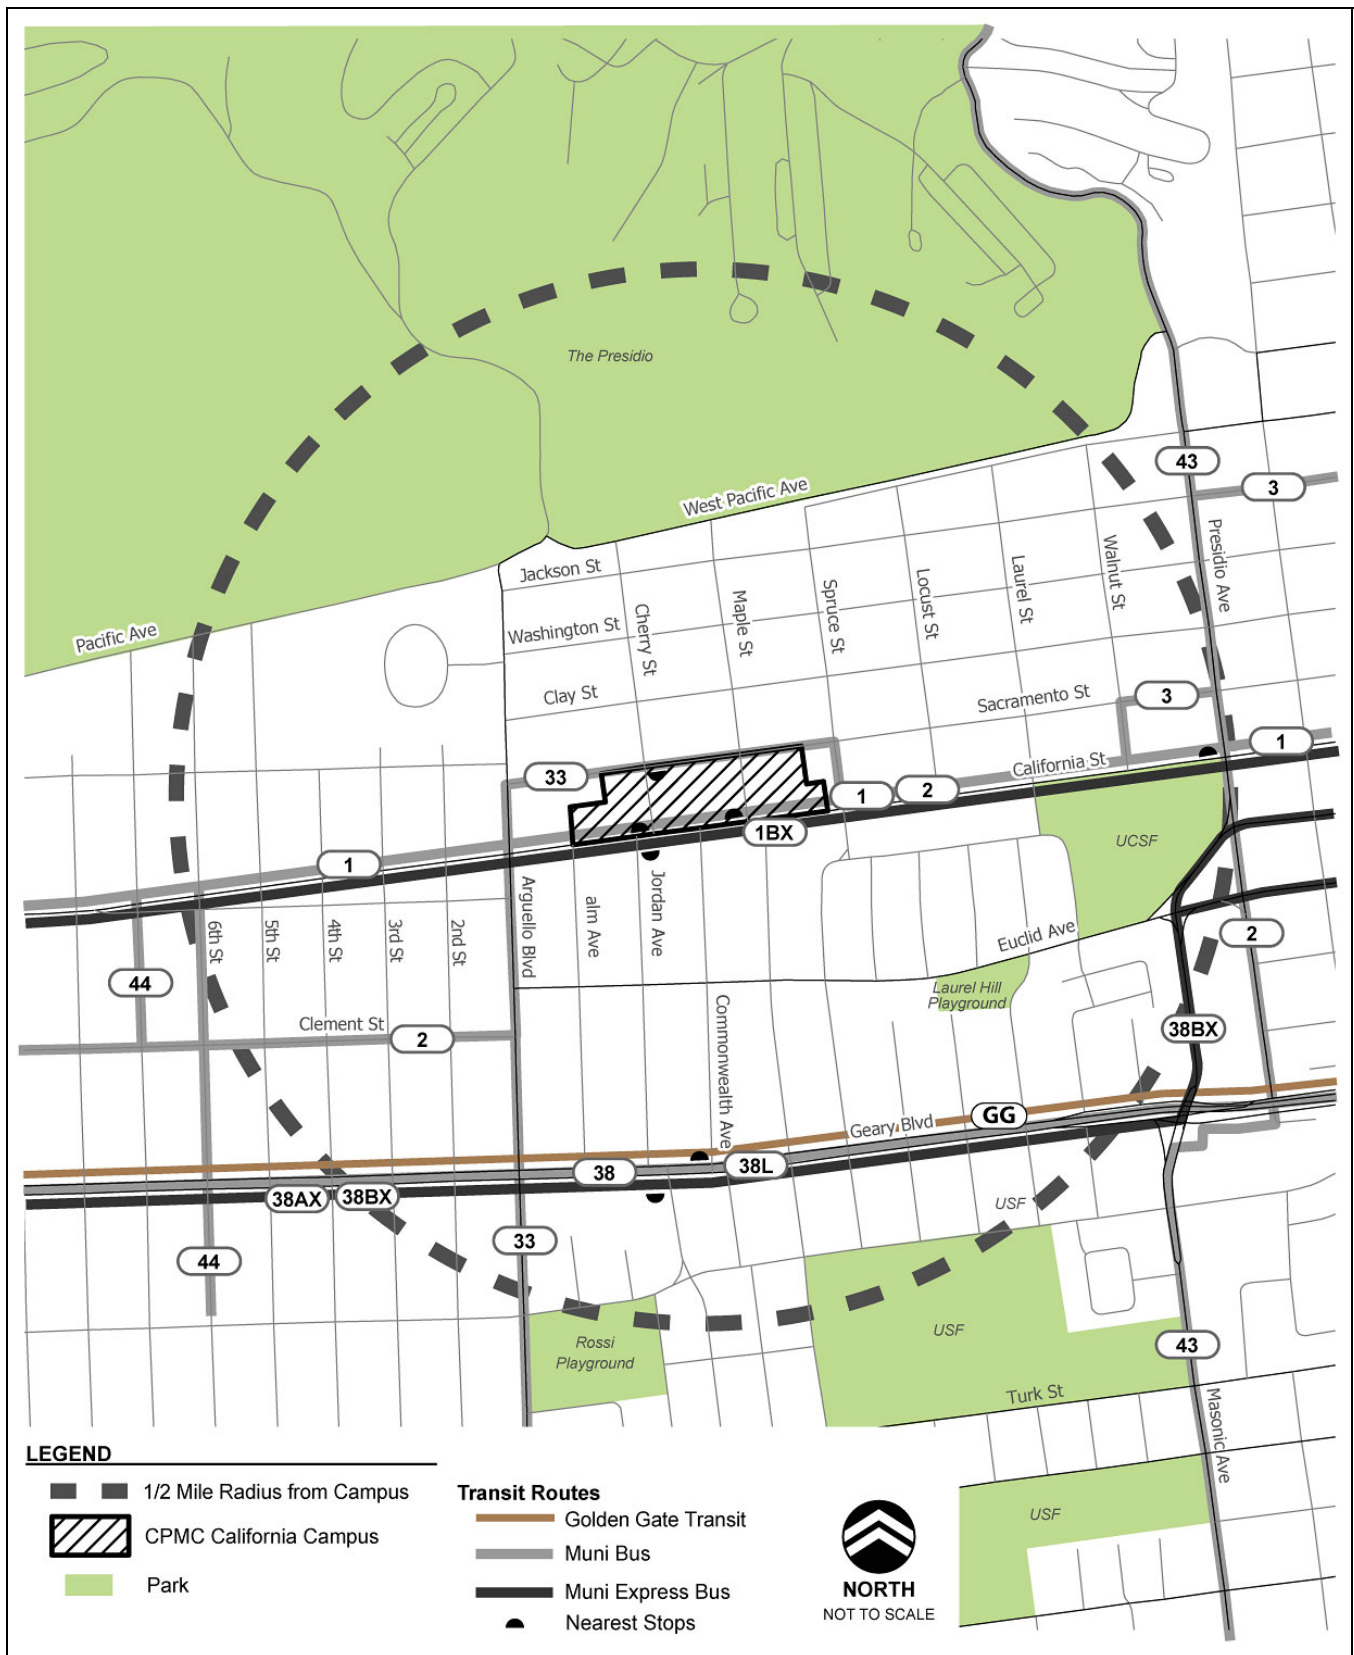 The Presidio
43
3
West Pacific Ave
Presidio Ave
Jackson St
Walnut St
Laurel St
Locust St
Spruce St
Maple St
Cherry St
Washington St
Pacific Ave
Clay St
Sacramento St
3
1
California St
33
1
2
1BX
UCSF
1
Arguello Blvd
alm Ave
Jordan Ave
6th St
5th St
4th St
3rd St
2nd St
Euclid Ave
2
44
Laurel Hill
Playground
Commonwealth Ave
Clement St
2
38BX
GG
Geary Blvd
38
38L
38AX
38BX
USF
33
44
USF
Rossi
Playground
43
Turk St
Masonic Ave
LEGEND
1/2 Mile Radius from Campus
CPMC California Campus
Park
Transit Routes
Golden Gate Transit
Muni Bus
Muni Express Bus
Nearest Stops
NORTH
NOT TO SCALE
USF